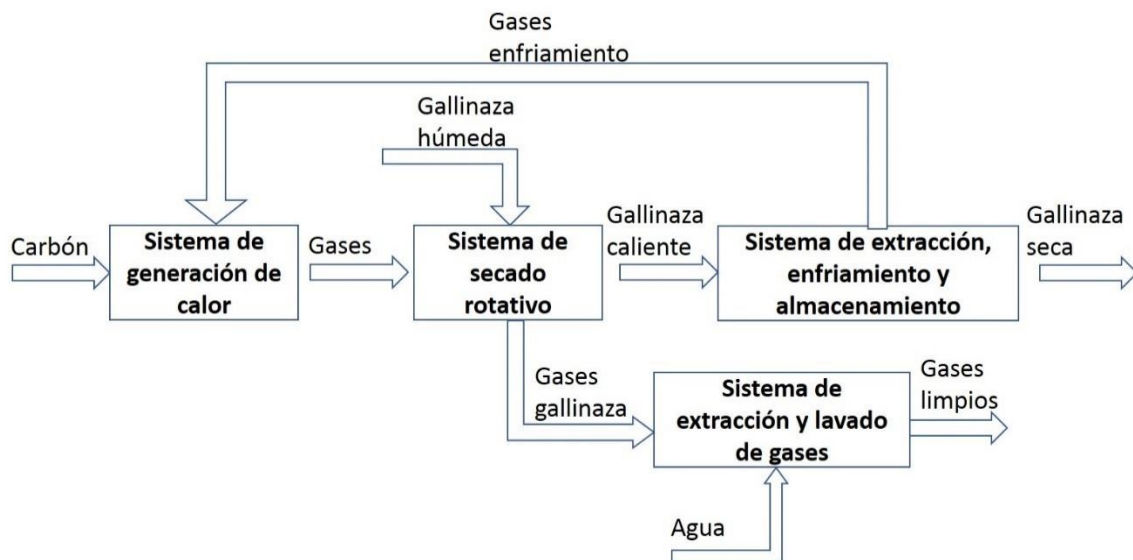 Gases
enfriamiento
Gallinaza
húmeda
Carbón
Sistema de
generación de
calor
Gases
Sistema de
secado
rotativo
Gallinaza
caliente
Sistema de extracción,
enfriamiento y
almacenamiento
Gallinaza
seca
Gases
gallinaza
Sistema de
extracción y lavado
de gases
Gases
limpios
Agua